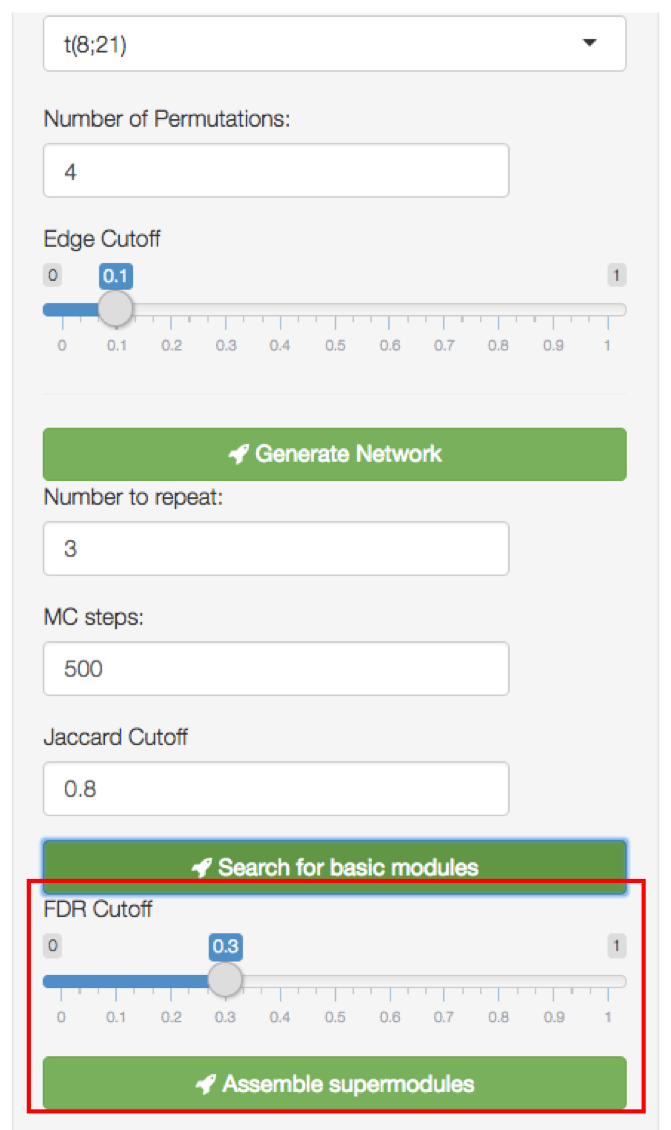 t(8;21)
Number of Permutations:
4
Edge Cutoff
0 0.1 1
0 0.1 0.2 0.3 0.4 0.5 0.6 0.7 0.8 0.9 1
Generate Network
Number to repeat:
3
MC steps:
500
Jaccard Cutoff
0.8
Search for basic modules
FDR Cutoff
0 0.3 1
0 0.1 0.2 0.3 0.4 0.5 0.6 0.7 0.8 0.9 1
Assemble supermodules